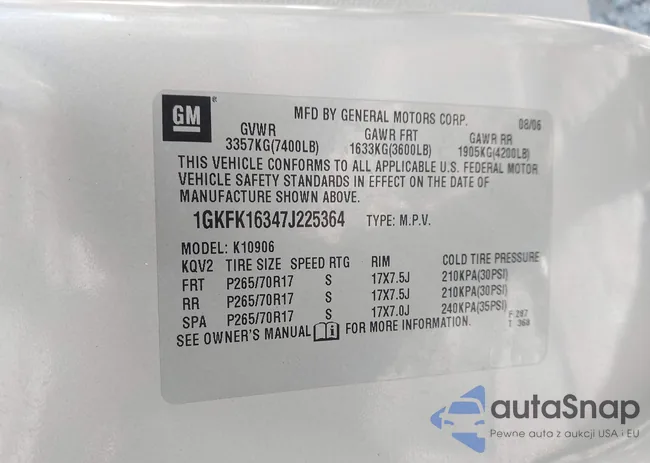 GM ®
MFD BY GENERAL MOTORS CORP. 08/06
GVWR GAWR FRT GAWR RR
3357KG(7400LB) 1633KG(3600LB) 1905KG(4200LB)
THIS VEHICLE CONFORMS TO ALL APPLICABLE U.S. FEDERAL MOTOR
VEHICLE SAFETY STANDARDS IN EFFECT ON THE DATE OF
MANUFACTURE SHOWN ABOVE.
1GKFK16347J225364 TYPE: M.P.V.
MODEL: K10906
KQV2 TIRE SIZE SPEED RTG RIM COLD TIRE PRESSURE
FRT P265/70R17 S 17X7.5J 210KPA(30PSI)
RR P265/70R17 S 17X7.5J 210KPA(30PSI)
SPA P265/70R17 S 17X7.0J 240KPA(35PSI)
SEE OWNER'S MANUAL FOR MORE INFORMATION.
F:287
T: 368
autaSnap
Pewne auto z aukcji USA i EU